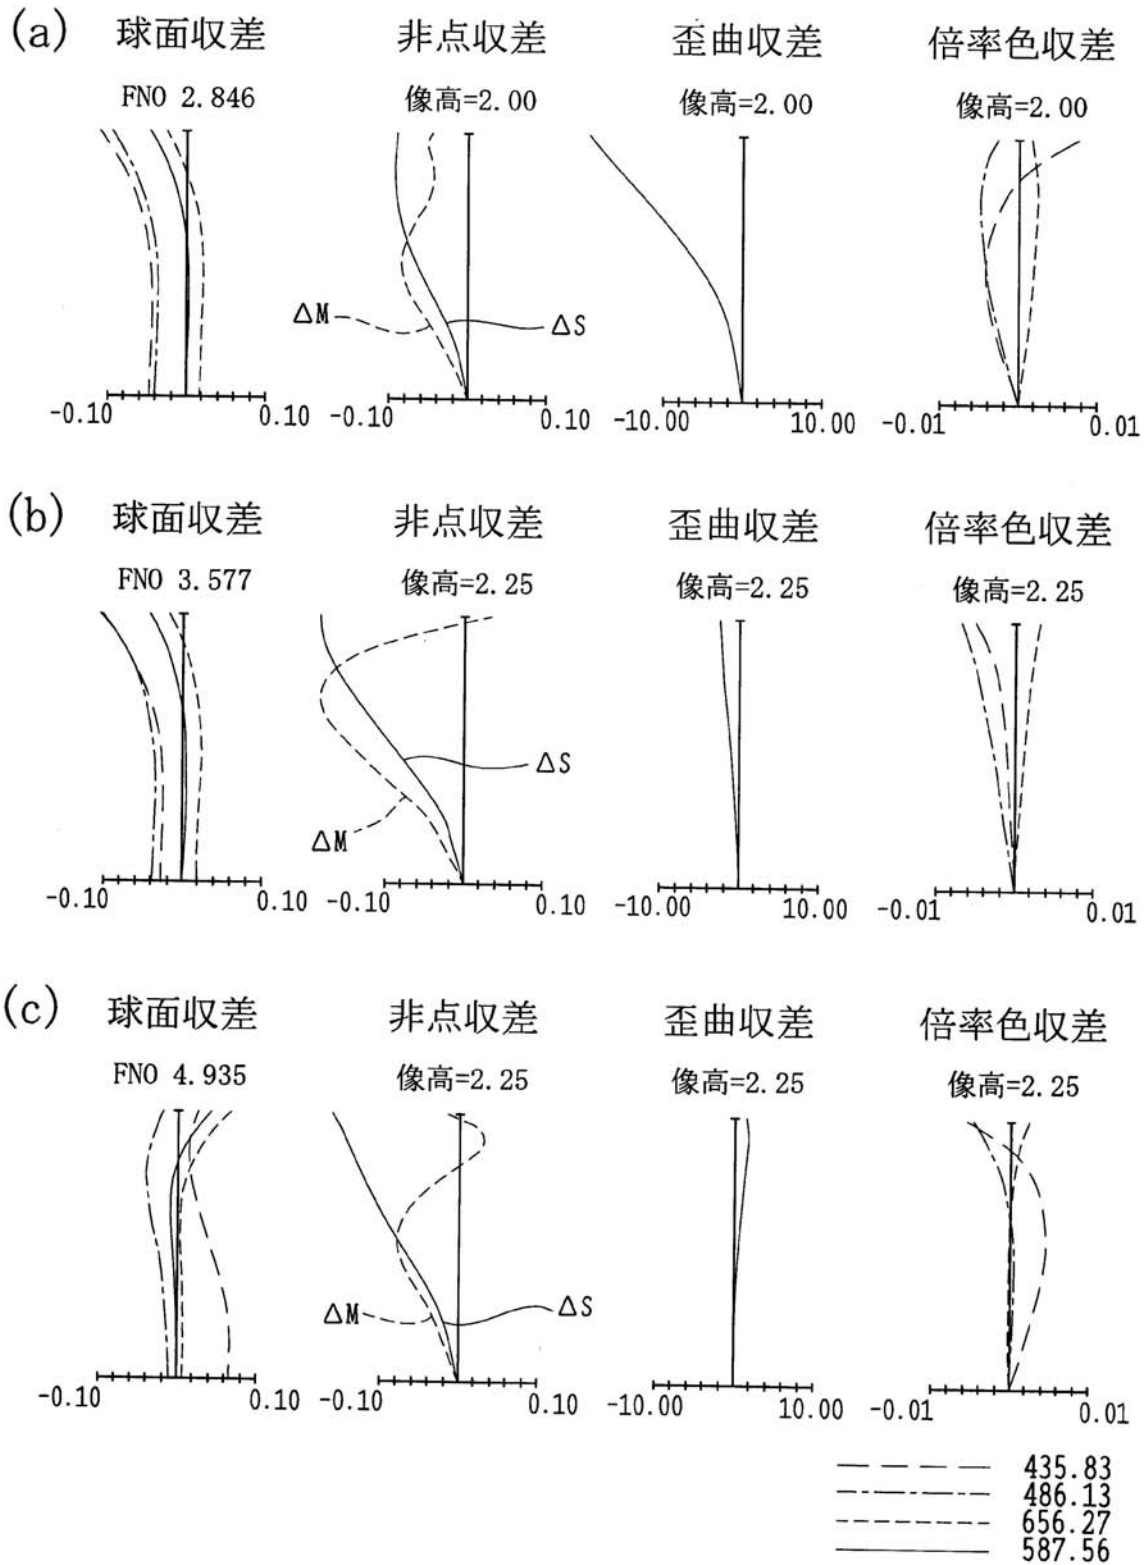 (a) 球面収差 非点収差 歪曲収差 倍率色収差
FNO 2.846 像高=2.00 像高=2.00 像高=2.00
ΔM ΔS
-0.10 0.10 -0.10 0.10 -10.00 10.00 -0.01 0.01
(b) 球面収差 非点収差 歪曲収差 倍率色収差
FNO 3.577 像高=2.25 像高=2.25 像高=2.25
ΔS
ΔM
-0.10 0.10 -0.10 0.10 -10.00 10.00 -0.01 0.01
(c) 球面収差 非点収差 歪曲収差 倍率色収差
FNO 4.935 像高=2.25 像高=2.25 像高=2.25
ΔM ΔS
-0.10 0.10 -0.10 0.10 -10.00 10.00 -0.01 0.01
435.83
486.13
656.27
587.56